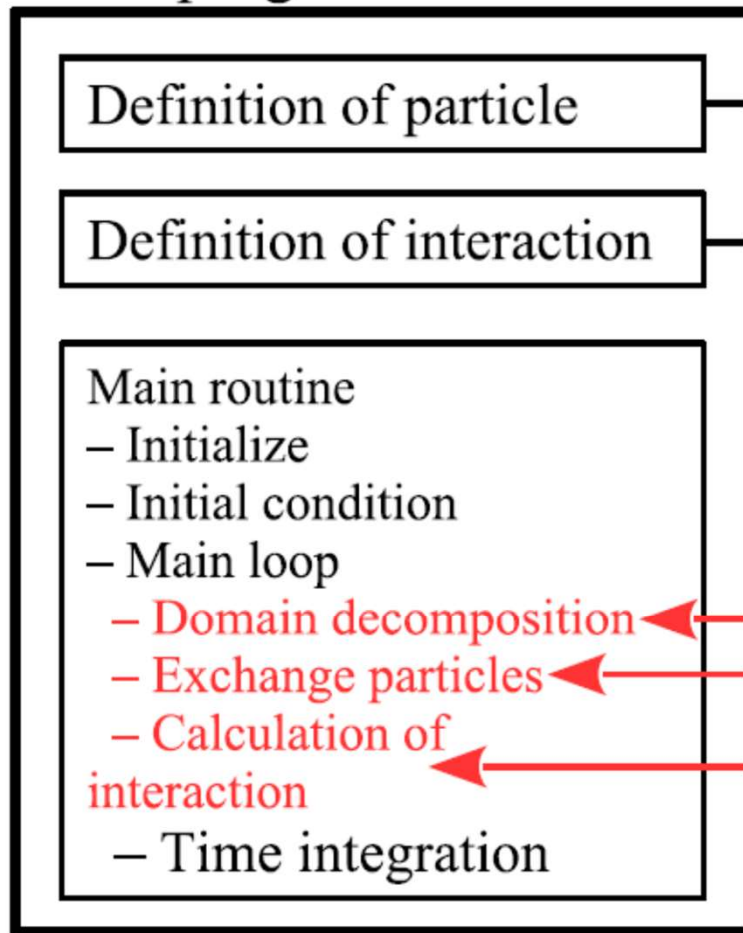 Definition of particle
Definition of interaction
Main routine
– Initialize
– Initial condition
– Main loop
– Domain decomposition
– Exchange particles
– Calculation of
interaction
– Time integration